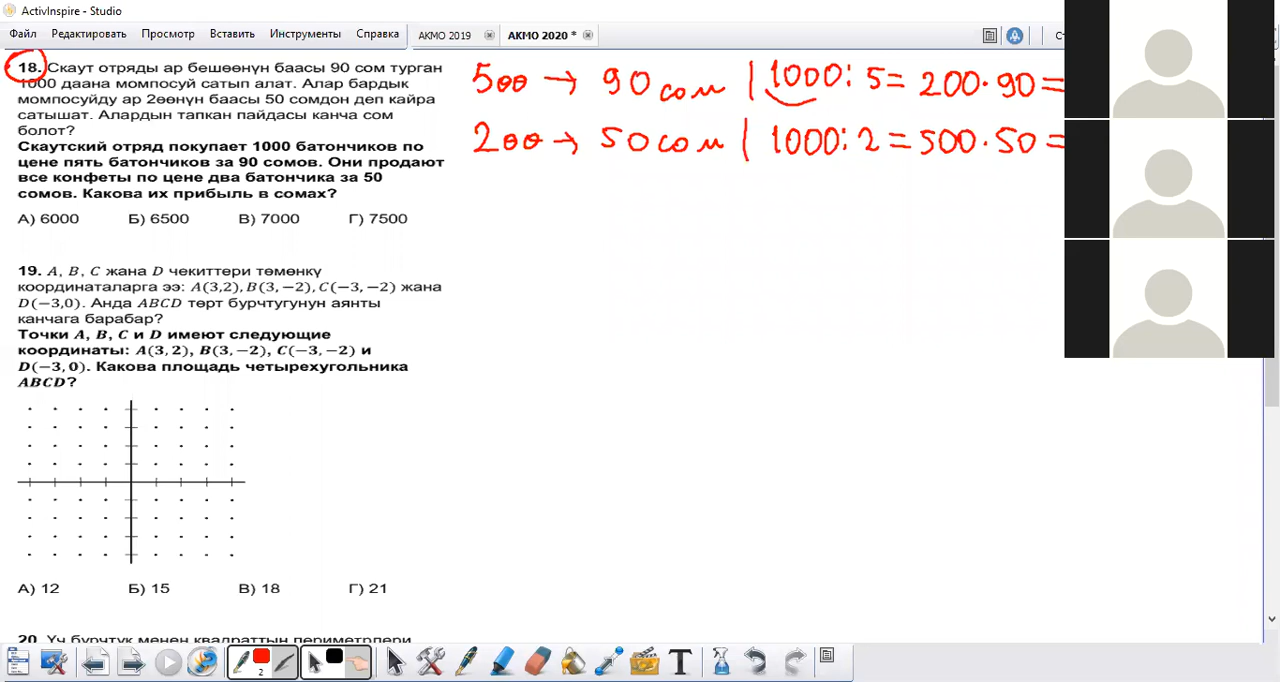 ActivInspire - Studio
Файл Редактировать Просмотр Вставить Инструменты Справка
АКМО 2019 АКМО 2020 *
18. Скаут отряды ар бешөөнүн баасы 90 сом турган
1000 даана момпосуй сатып алат. Алар бардык
момпосуйду ар 2өөнүн баасы 50 сомдон деп кайра
сатышат. Алардын тапкан пайдасы канча сом
болот?
Скаутский отряд покупает 1000 батончиков по
цене пять батончиков за 90 сомов. Они продают
все конфеты по цене два батончика за 50
сомов. Какова их прибыль в сомах?
А) 6000 Б) 6500 В) 7000 Г) 7500
5өө → 90 сом | 1000 : 5 = 200 · 90 =
2өө → 50 сом | 1000 : 2 = 500 · 50 =
19. A, B, C жана D чекиттери төмөнкү
координаталарга ээ: A(3,2), B(3,−2), C(−3,−2) жана
D(−3,0). Анда ABCD төрт бурчтугунун аянты
канчага барабар?
Точки A, B, C и D имеют следующие
координаты: A(3,2), B(3,−2), C(−3,−2) и
D(−3,0). Какова площадь четырехугольника
ABCD?
А) 12 Б) 15 В) 18 Г) 21
20. Үч бурчтук менен квадраттын периметрлери
2